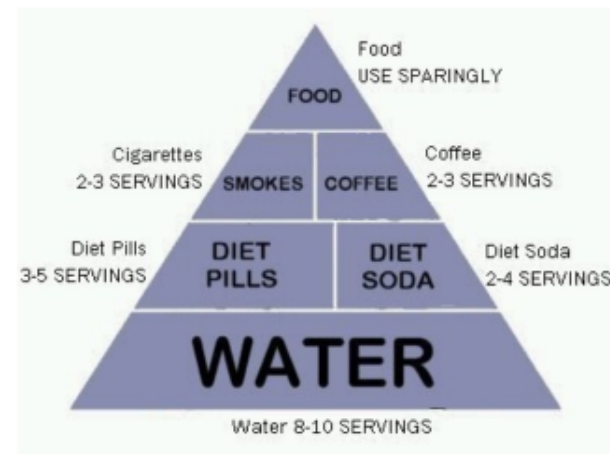 Food
USE SPARINGLY
FOOD
Cigarettes
2-3 SERVINGS
SMOKES
COFFEE
Coffee
2-3 SERVINGS
Diet Pills
3-5 SERVINGS
DIET
PILLS
DIET
SODA
Diet Soda
2-4 SERVINGS
WATER
Water 8-10 SERVINGS